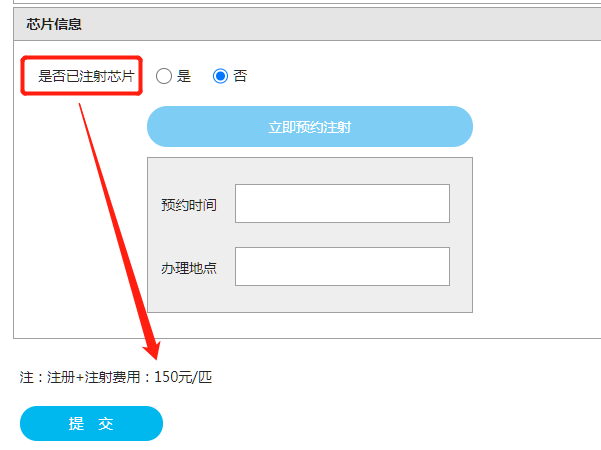 芯片信息
是否已注射芯片 是 否
立即预约注射
预约时间
办理地点
注：注册+注射费用：150元/匹
提 交